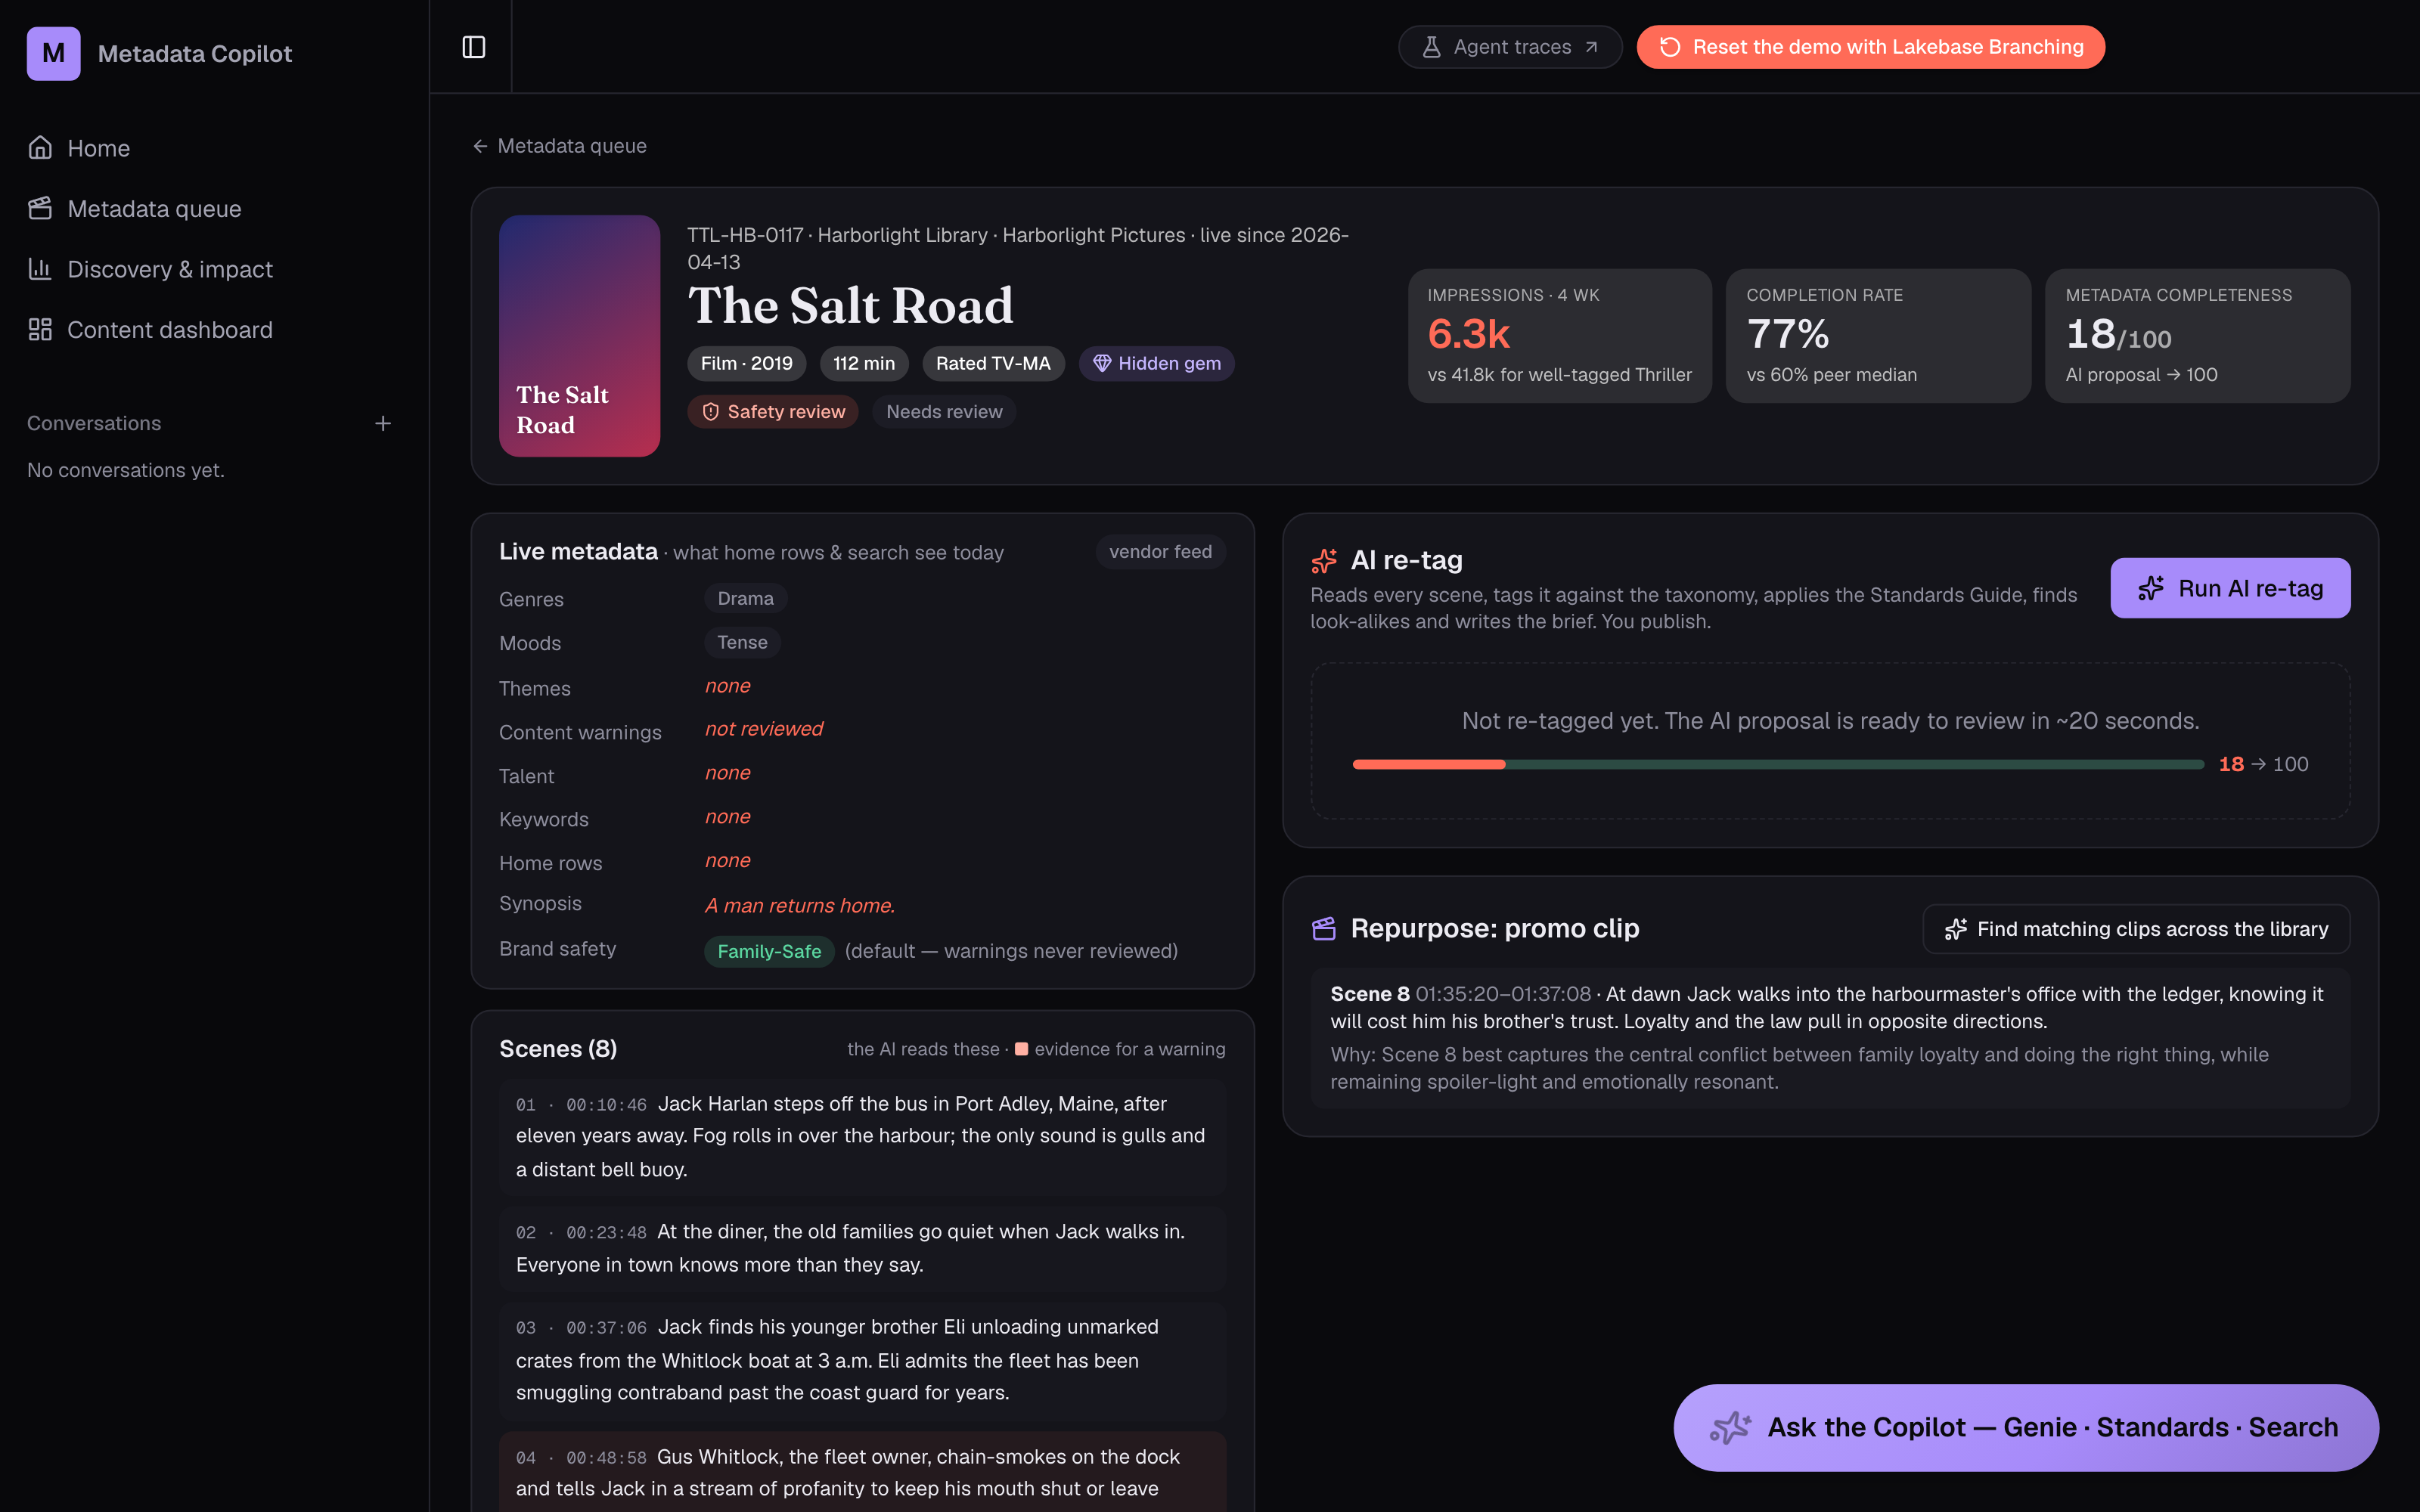 M
Metadata Copilot
Home
Metadata queue
Discovery & impact
Content dashboard
Conversations
+
No conversations yet.
Agent traces ↗
Reset the demo with Lakebase Branching
← Metadata queue
The Salt
Road
TTL-HB-0117 · Harborlight Library · Harborlight Pictures · live since 2026-
04-13
The Salt Road
Film · 2019
112 min
Rated TV-MA
Hidden gem
Safety review
Needs review
IMPRESSIONS · 4 WK
6.3k
vs 41.8k for well-tagged Thriller
COMPLETION RATE
77%
vs 60% peer median
METADATA COMPLETENESS
18/100
AI proposal → 100
Live metadata · what home rows & search see today
vendor feed
Genres Drama
Moods Tense
Themes none
Content warnings not reviewed
Talent none
Keywords none
Home rows none
Synopsis A man returns home.
Brand safety Family-Safe (default — warnings never reviewed)
Scenes (8)
the AI reads these · evidence for a warning
01 · 00:10:46 Jack Harlan steps off the bus in Port Adley, Maine, after
eleven years away. Fog rolls in over the harbour; the only sound is gulls and
a distant bell buoy.
02 · 00:23:48 At the diner, the old families go quiet when Jack walks in.
Everyone in town knows more than they say.
03 · 00:37:06 Jack finds his younger brother Eli unloading unmarked
crates from the Whitlock boat at 3 a.m. Eli admits the fleet has been
smuggling contraband past the coast guard for years.
04 · 00:48:58 Gus Whitlock, the fleet owner, chain-smokes on the dock
and tells Jack in a stream of profanity to keep his mouth shut or leave
AI re-tag
Reads every scene, tags it against the taxonomy, applies the Standards Guide, finds
look-alikes and writes the brief. You publish.
Run AI re-tag
Not re-tagged yet. The AI proposal is ready to review in ~20 seconds.
18 → 100
Repurpose: promo clip
Find matching clips across the library
Scene 8 01:35:20–01:37:08 · At dawn Jack walks into the harbourmaster's office with the ledger, knowing it
will cost him his brother's trust. Loyalty and the law pull in opposite directions.
Why: Scene 8 best captures the central conflict between family loyalty and doing the right thing, while
remaining spoiler-light and emotionally resonant.
Ask the Copilot — Genie · Standards · Search